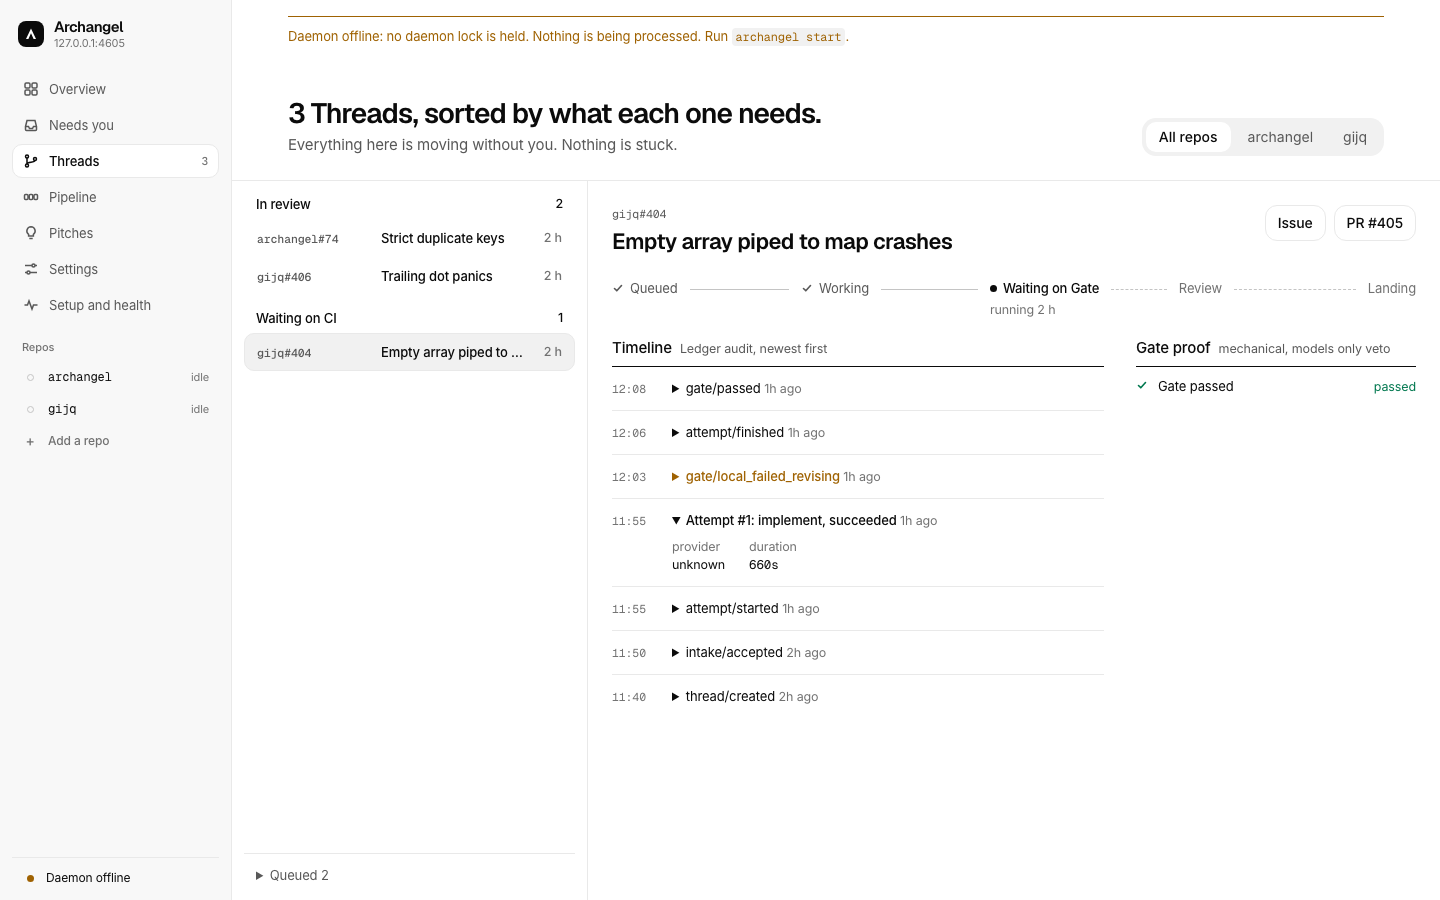 Archangel
127.0.0.1:4605
Overview
Needs you
Threads 3
Pipeline
Pitches
Settings
Setup and health
Repos
archangel idle
gijq idle
+ Add a repo
Daemon offline
Daemon offline: no daemon lock is held. Nothing is being processed. Run archangel start.
3 Threads, sorted by what each one needs.
Everything here is moving without you. Nothing is stuck.
All repos archangel gijq
In review 2
archangel#74 Strict duplicate keys 2 h
gijq#406 Trailing dot panics 2 h
Waiting on CI 1
gijq#404 Empty array piped to ... 2 h
Queued 2
gijq#404
Empty array piped to map crashes
Issue PR #405
Queued Working Waiting on Gate Review Landing
running 2 h
Timeline Ledger audit, newest first
12:08 gate/passed 1h ago
12:06 attempt/finished 1h ago
12:03 gate/local_failed_revising 1h ago
11:55 Attempt #1: implement, succeeded 1h ago
provider duration
unknown 660s
11:55 attempt/started 1h ago
11:50 intake/accepted 2h ago
11:40 thread/created 2h ago
Gate proof mechanical, models only veto
Gate passed passed